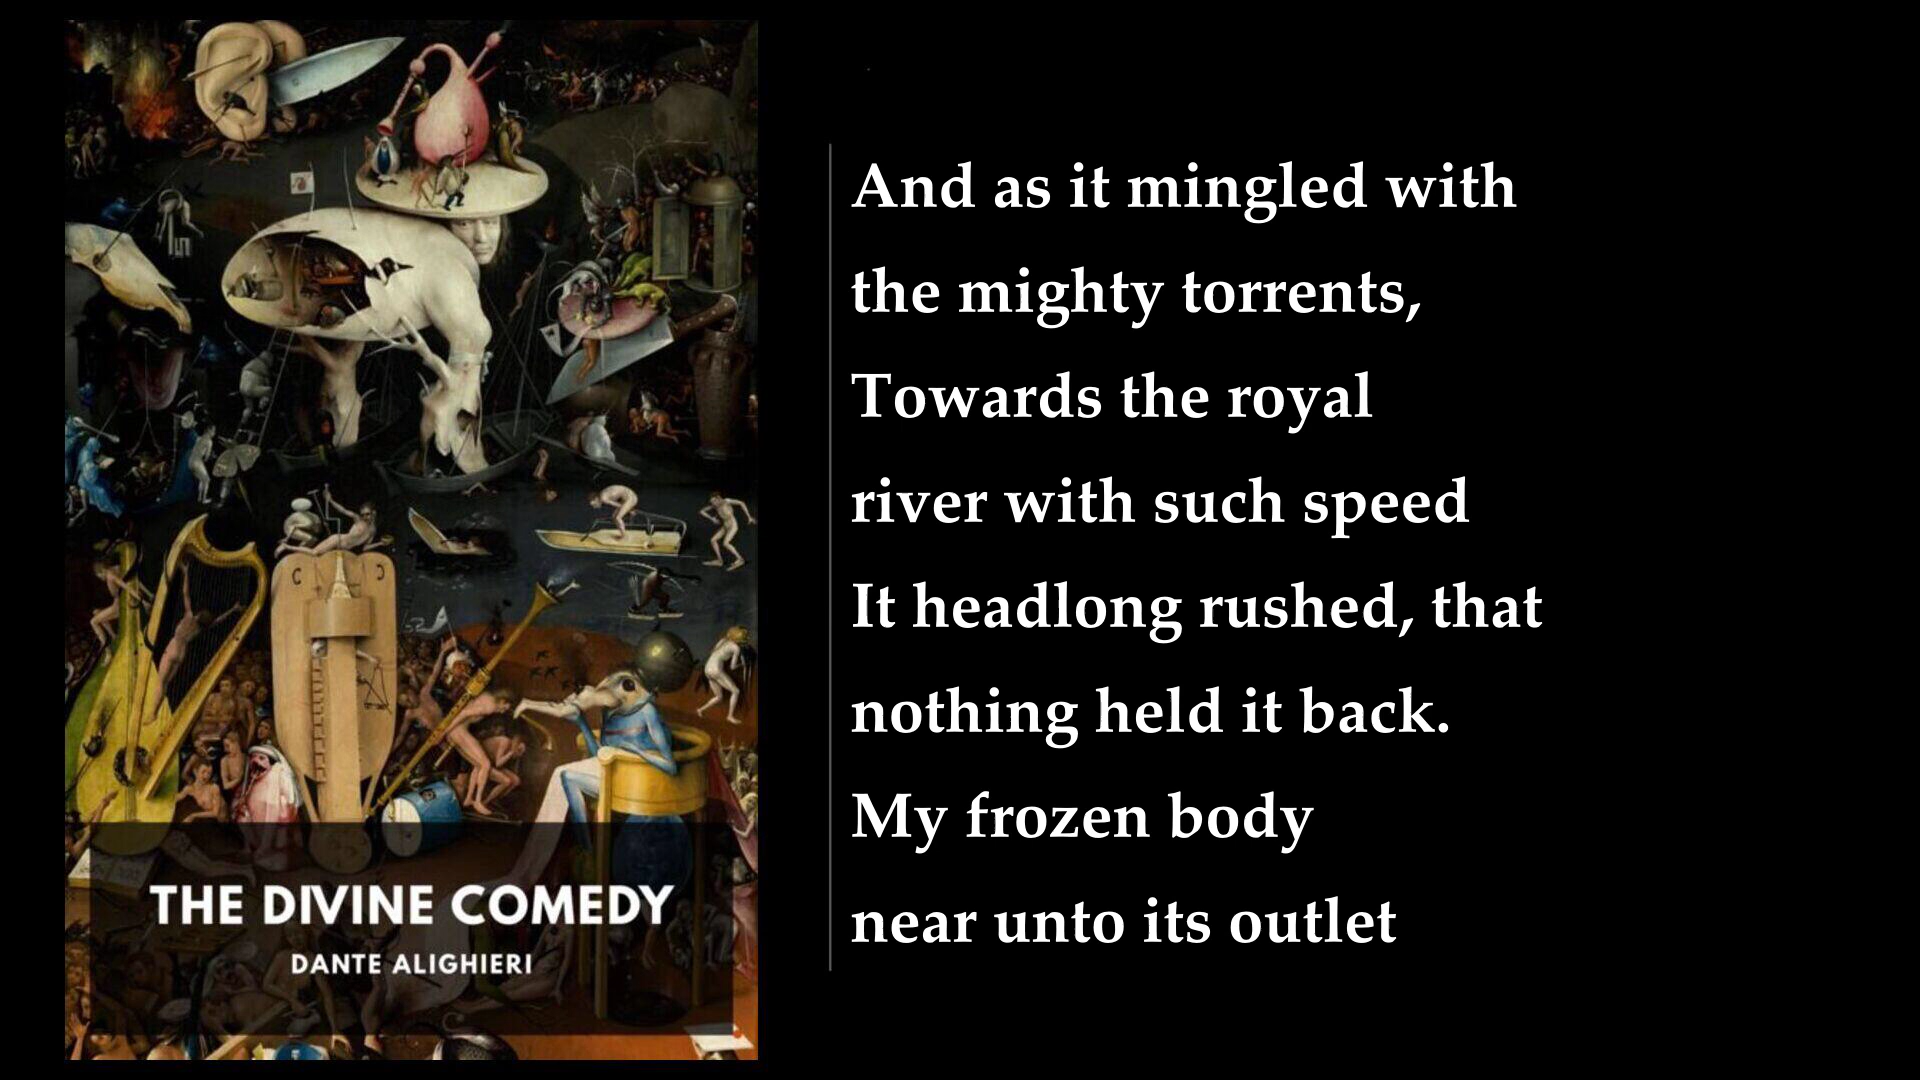 And as it mingled with
the mighty torrents,
Towards the royal
river with such speed
It headlong rushed, that
nothing held it back.
My frozen body
near unto its outlet
THE DIVINE COMEDY
DANTE ALIGHIERI